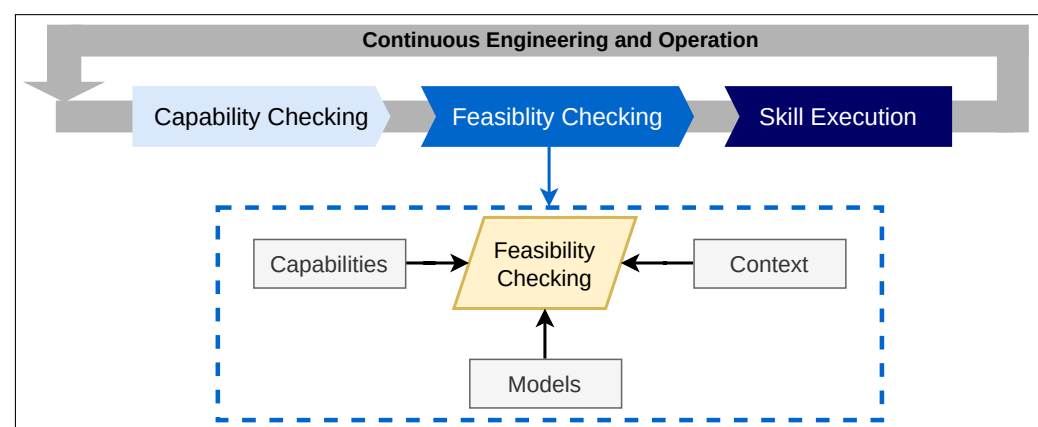 Continuous Engineering and Operation
Capability Checking
Feasiblity Checking
Skill Execution
Capabilities
Feasibility
Checking
Context
Models